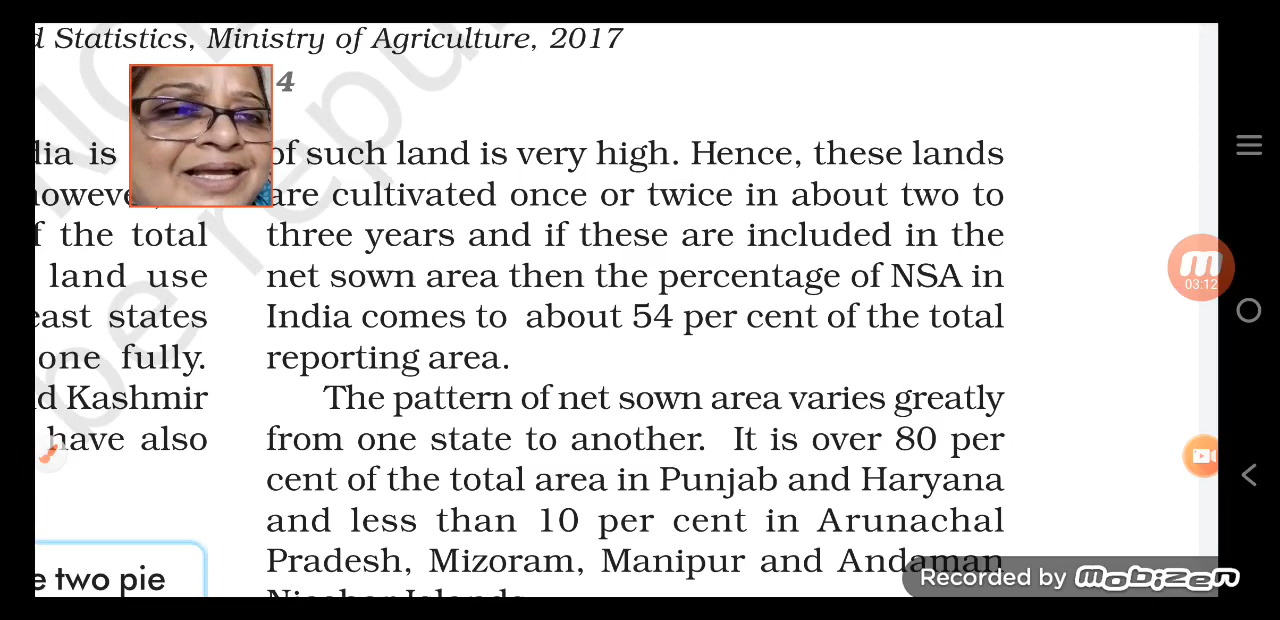 d Statistics, Ministry of Agriculture, 2017
4
dia is
howeve
f the total
land use
east states
one fully.
d Kashmir
have also
e two pie
of such land is very high. Hence, these lands
are cultivated once or twice in about two to
three years and if these are included in the
net sown area then the percentage of NSA in
India comes to about 54 per cent of the total
reporting area.
The pattern of net sown area varies greatly
from one state to another. It is over 80 per
cent of the total area in Punjab and Haryana
and less than 10 per cent in Arunachal
Pradesh, Mizoram, Manipur and Andaman
Nicobar Islands
03:12
Recorded by mobizen